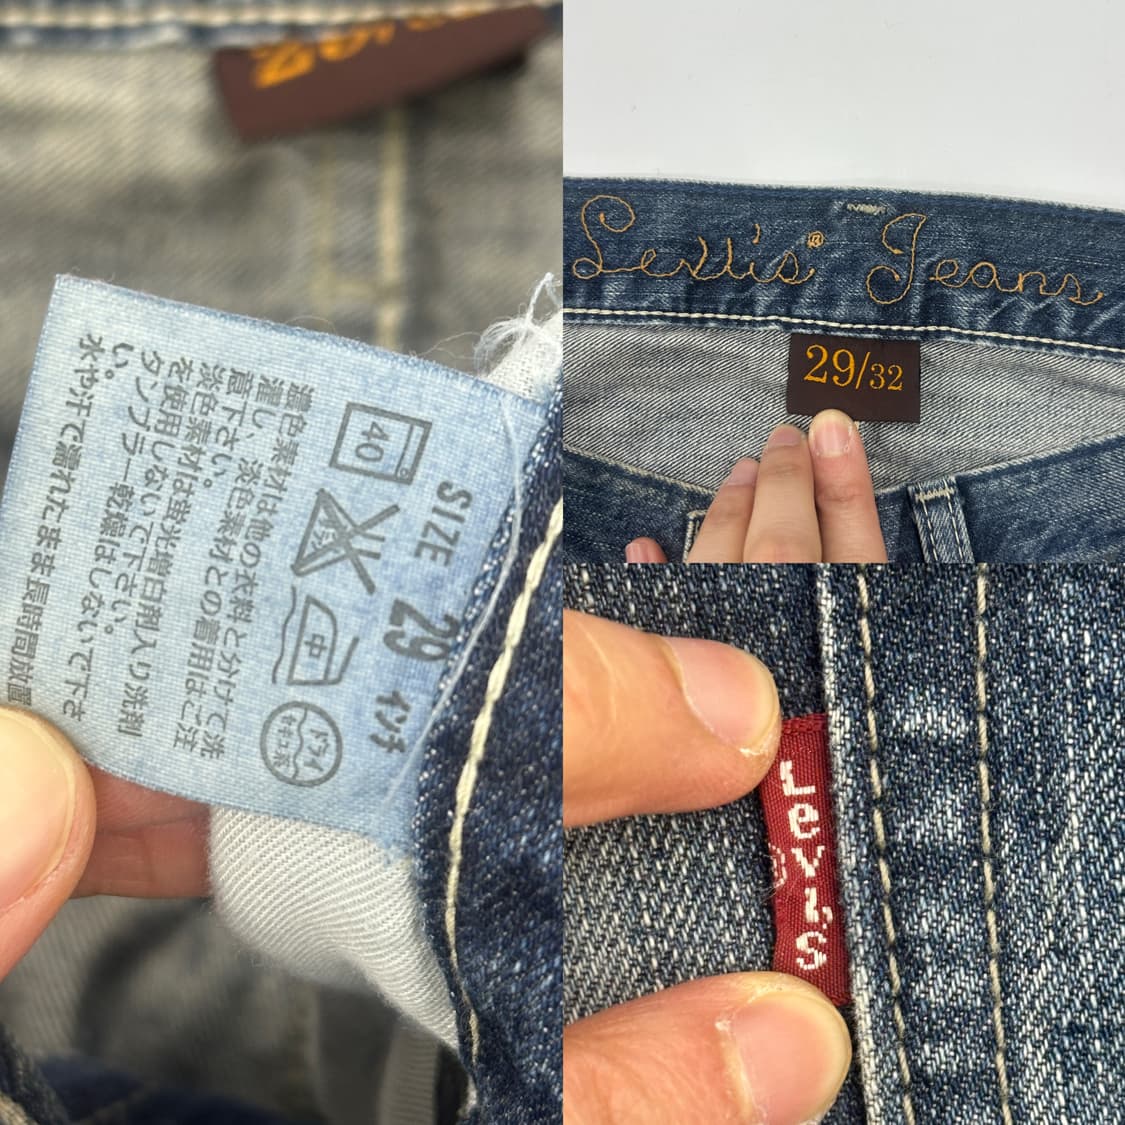 SIZE 29 インチ
40
中
ドライ
セキユ系
濃色素材は他の衣料と分けて洗
濯し、淡色素材との着用はご注
意下さい。
淡色素材は蛍光増白剤入り洗剤
を使用しないで下さい。
タンブラー乾燥はしないで下さ
い。
水や汗で濡れたまま長時間放置
Levi's® Jeans
29/32
Levi's